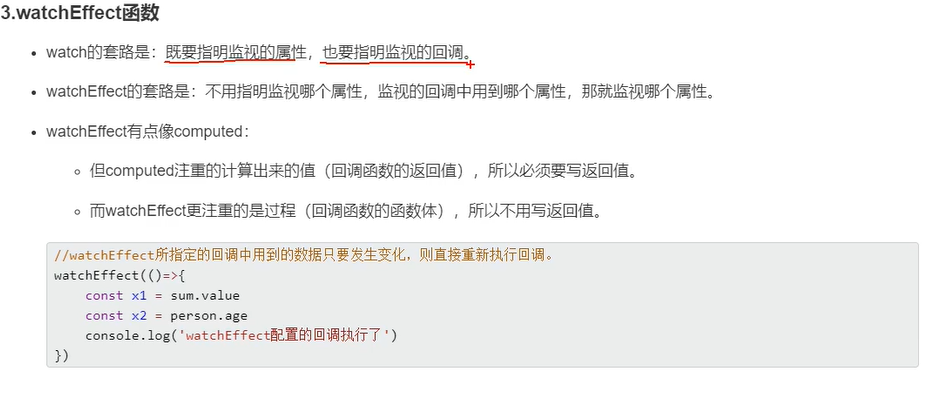 3.watchEffect函数
• watch的套路是：既要指明监视的属性，也要指明监视的回调。
• watchEffect的套路是：不用指明监视哪个属性，监视的回调中用到哪个属性，那就监视哪个属性。
• watchEffect有点像computed：
◦ 但computed注重的计算出来的值（回调函数的返回值），所以必须要写返回值。
◦ 而watchEffect更注重的是过程（回调函数的函数体），所以不用写返回值。
//watchEffect所指定的回调中用到的数据只要发生变化，则直接重新执行回调。
watchEffect(()=>{
    const x1 = sum.value
    const x2 = person.age
    console.log('watchEffect配置的回调执行了')
})